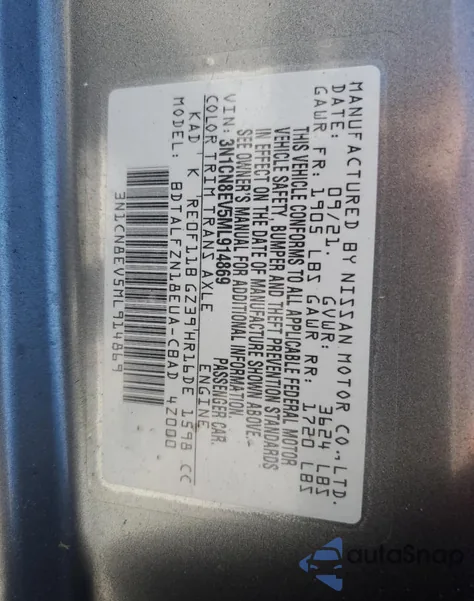 MANUFACTURED BY NISSAN MOTOR CO.,LTD.
DATE: 09/21. GVWR: 3624 LBS
GAWR FR: 1905 LBS GAWR RR: 1720 LBS
THIS VEHICLE CONFORMS TO ALL APPLICABLE FEDERAL MOTOR
VEHICLE SAFETY, BUMPER AND THEFT PREVENTION STANDARDS
IN EFFECT ON THE DATE OF MANUFACTURE SHOWN ABOVE.
SEE OWNER'S MANUAL FOR ADDITIONAL INFORMATION.
VIN: 3N1CN8EV5ML914869 PASSENGER CAR.
COLOR TRIM TRANS AXLE ENGINE
KAD K RE0F11B GZ39 HR16DE 1598 CC
MODEL: BDTALFZN18EUA-CBAD 4Z000
3N1CN8EV5ML914869
autoSnap